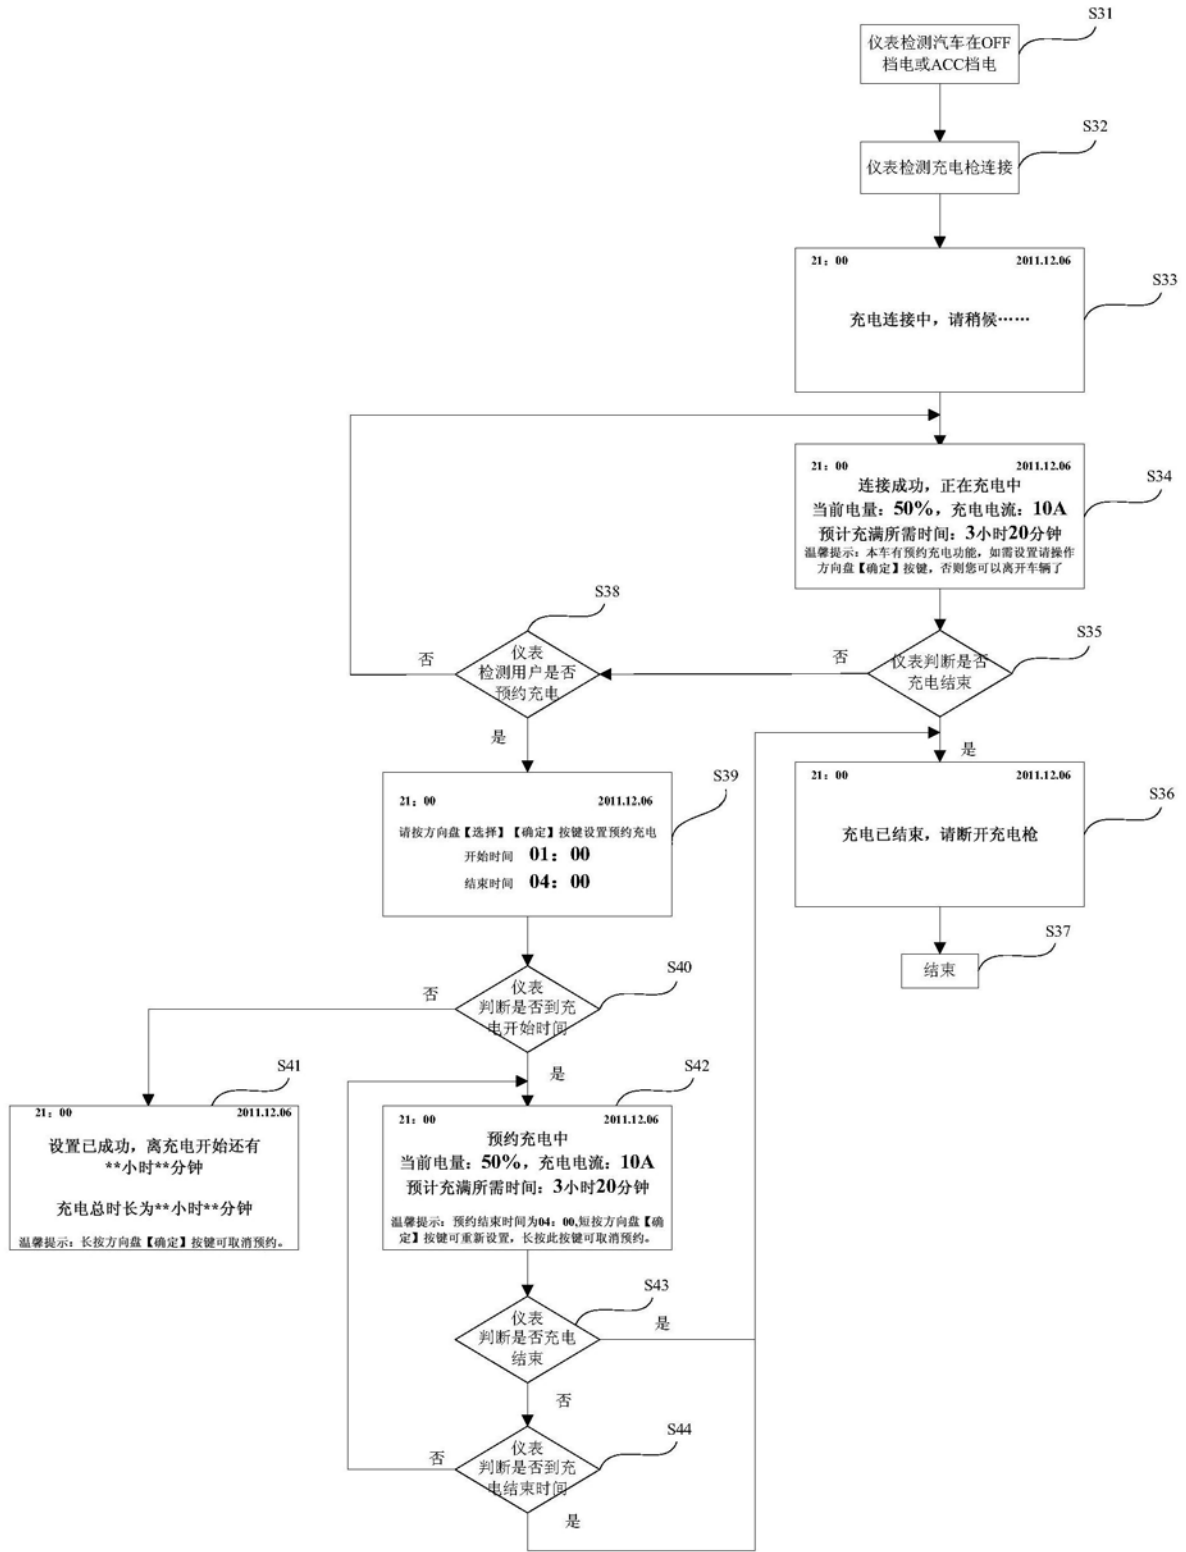 S31
仪表检测汽车在OFF
档电或ACC档电
S32
仪表检测充电枪连接
S33
21：00 2011.12.06
充电连接中，请稍候……
S34
21：00 2011.12.06
连接成功，正在充电中
当前电量：50%，充电电流：10A
预计充满所需时间：3小时20分钟
温馨提示：本车有预约充电功能，如需设置请操作
方向盘【确定】按键，否则您可以离开车辆了
S35
仪表判断是否
充电结束
否
是
S38
仪表
检测用户是否
预约充电
否
是
S36
21：00 2011.12.06
充电已结束，请断开充电枪
S37
结束
S39
21：00 2011.12.06
请按方向盘【选择】【确定】按键设置预约充电
开始时间 01：00
结束时间 04：00
S40
仪表
判断是否到充
电开始时间
否
是
S41
21：00 2011.12.06
设置已成功，离充电开始还有
**小时**分钟
充电总时长为**小时**分钟
温馨提示：长按方向盘【确定】按键可取消预约。
S42
21：00 2011.12.06
预约充电中
当前电量：50%，充电电流：10A
预计充满所需时间：3小时20分钟
温馨提示：预约结束时间为04：00,短按方向盘【确
定】按键可重新设置，长按此按键可取消预约。
S43
仪表
判断是否充电
结束
是
否
S44
仪表
判断是否到充
电结束时间
否
是